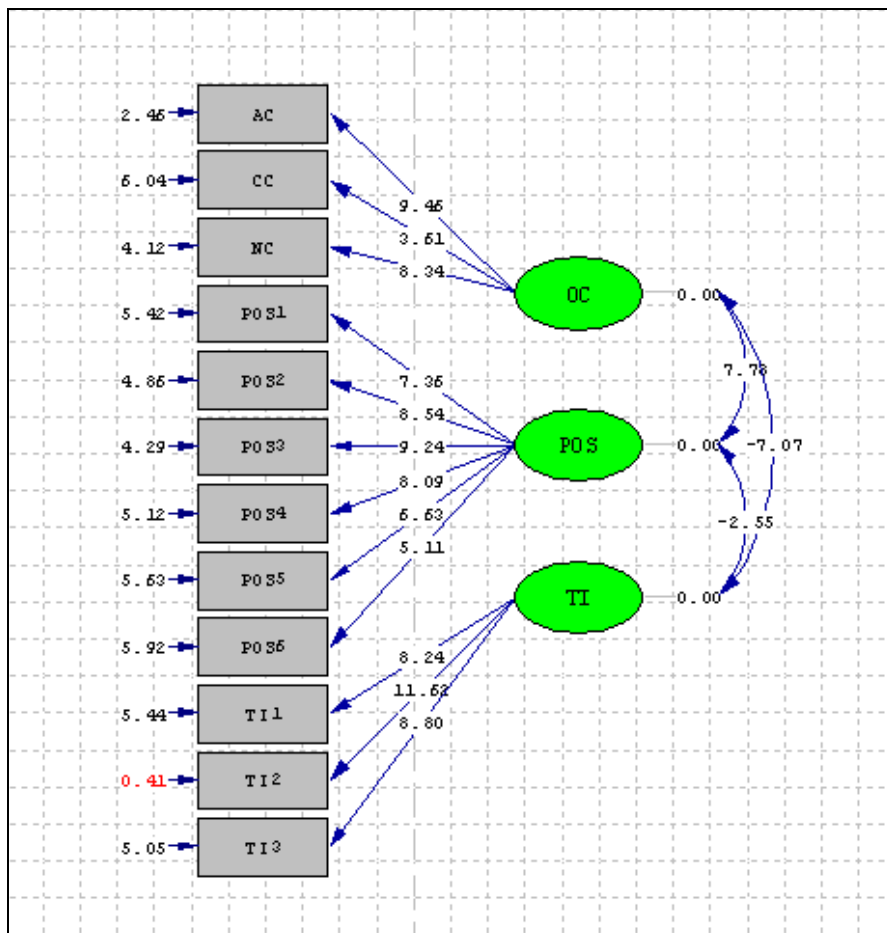 2.46 AC
6.04 CC
9.46
4.12 NC
3.61
8.34
OC
0.00
5.42 POS1
7.78
4.86 POS2
7.36
8.54
4.29 POS3
9.24
POS
0.00
-7.07
5.12 POS4
8.09
6.63
-2.55
5.11
5.63 POS5
TI
0.00
5.92 POS6
8.24
11.62
5.44 TI1
8.80
0.41 TI2
5.05 TI3